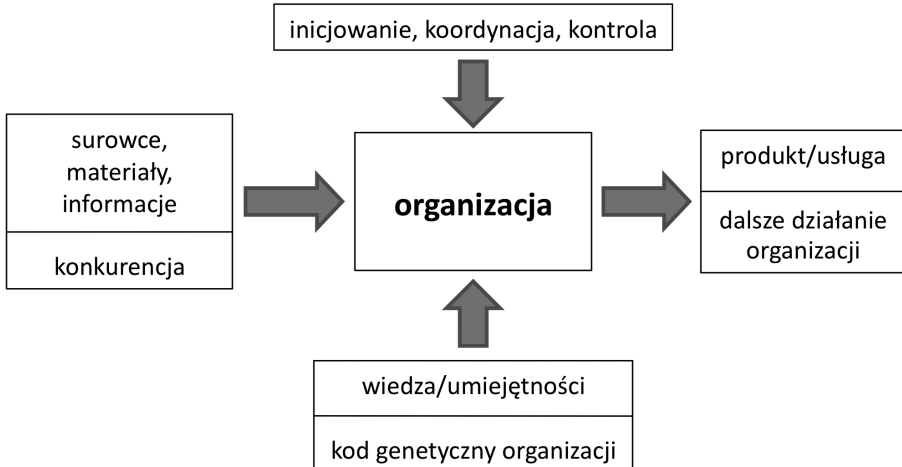 inicjowanie, koordynacja, kontrola
surowce,
materiały,
informacje
konkurencja
organizacja
produkt/usługa
dalsze działanie
organizacji
wiedza/umiejętności
kod genetyczny organizacji